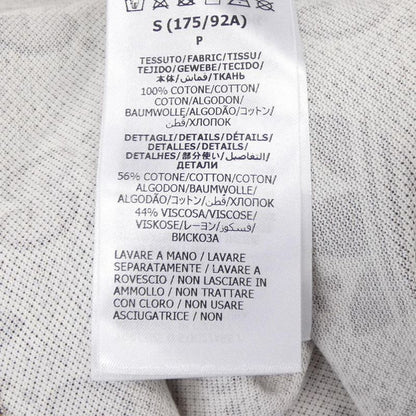 S (175/92A)
P
TESSUTO/FABRIC/TISSU/
TEJIDO/GEWEBE/TECIDO/
本体/قماش/ТКАНЬ
100% COTONE/COTTON/
COTON/ALGODON/
BAUMWOLLE/ALGODÃO/コットン/
قطن/ХЛОПОК
DETTAGLI/DETAILS/DÉTAILS/
DETALLES/DETAILS/
DETALHES/部分使い/التفاصيل/
ДЕТАЛИ
56% COTONE/COTTON/COTON/
ALGODON/BAUMWOLLE/
ALGODÃO/コットン/قطن/ХЛОПОК
44% VISCOSA/VISCOSE/
VISKOSE/レーヨン/فسكوز/
ВИСКОЗА
LAVARE A MANO / LAVARE
SEPARATAMENTE / LAVARE A
ROVESCIO / NON LASCIARE IN
AMMOLLO / NON TRATTARE
CON CLORO / NON USARE
ASCIUGATRICE / NON